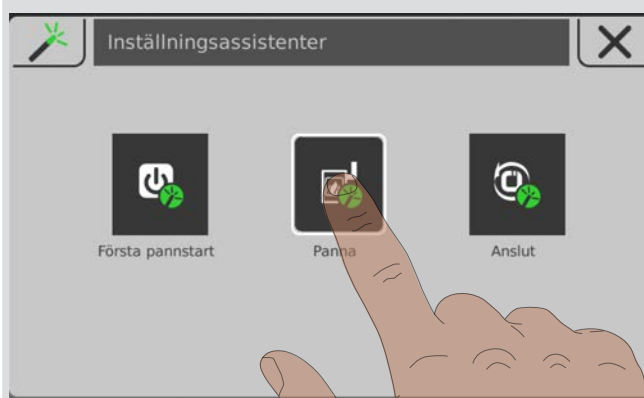 Inställningsassistenter
Första pannstart
Panna
Anslut